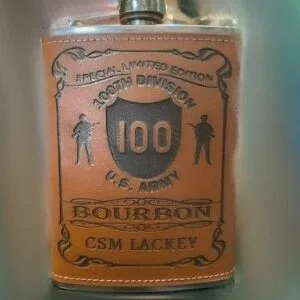 SPECIAL LIMITED EDITION
100TH DIVISION
100
U.S. ARMY
BOURBON
CSM LACKEY